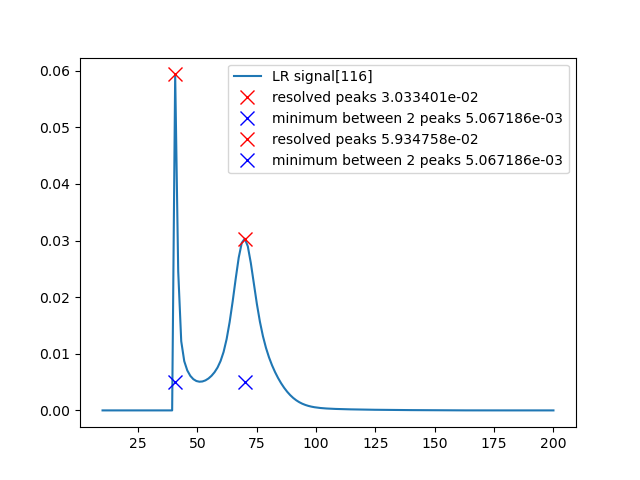 LR signal[116]
resolved peaks 3.033401e-02
minimum between 2 peaks 5.067186e-03
resolved peaks 5.934758e-02
minimum between 2 peaks 5.067186e-03
0.06
0.05
0.04
0.03
0.02
0.01
0.00
25 50 75 100 125 150 175 200